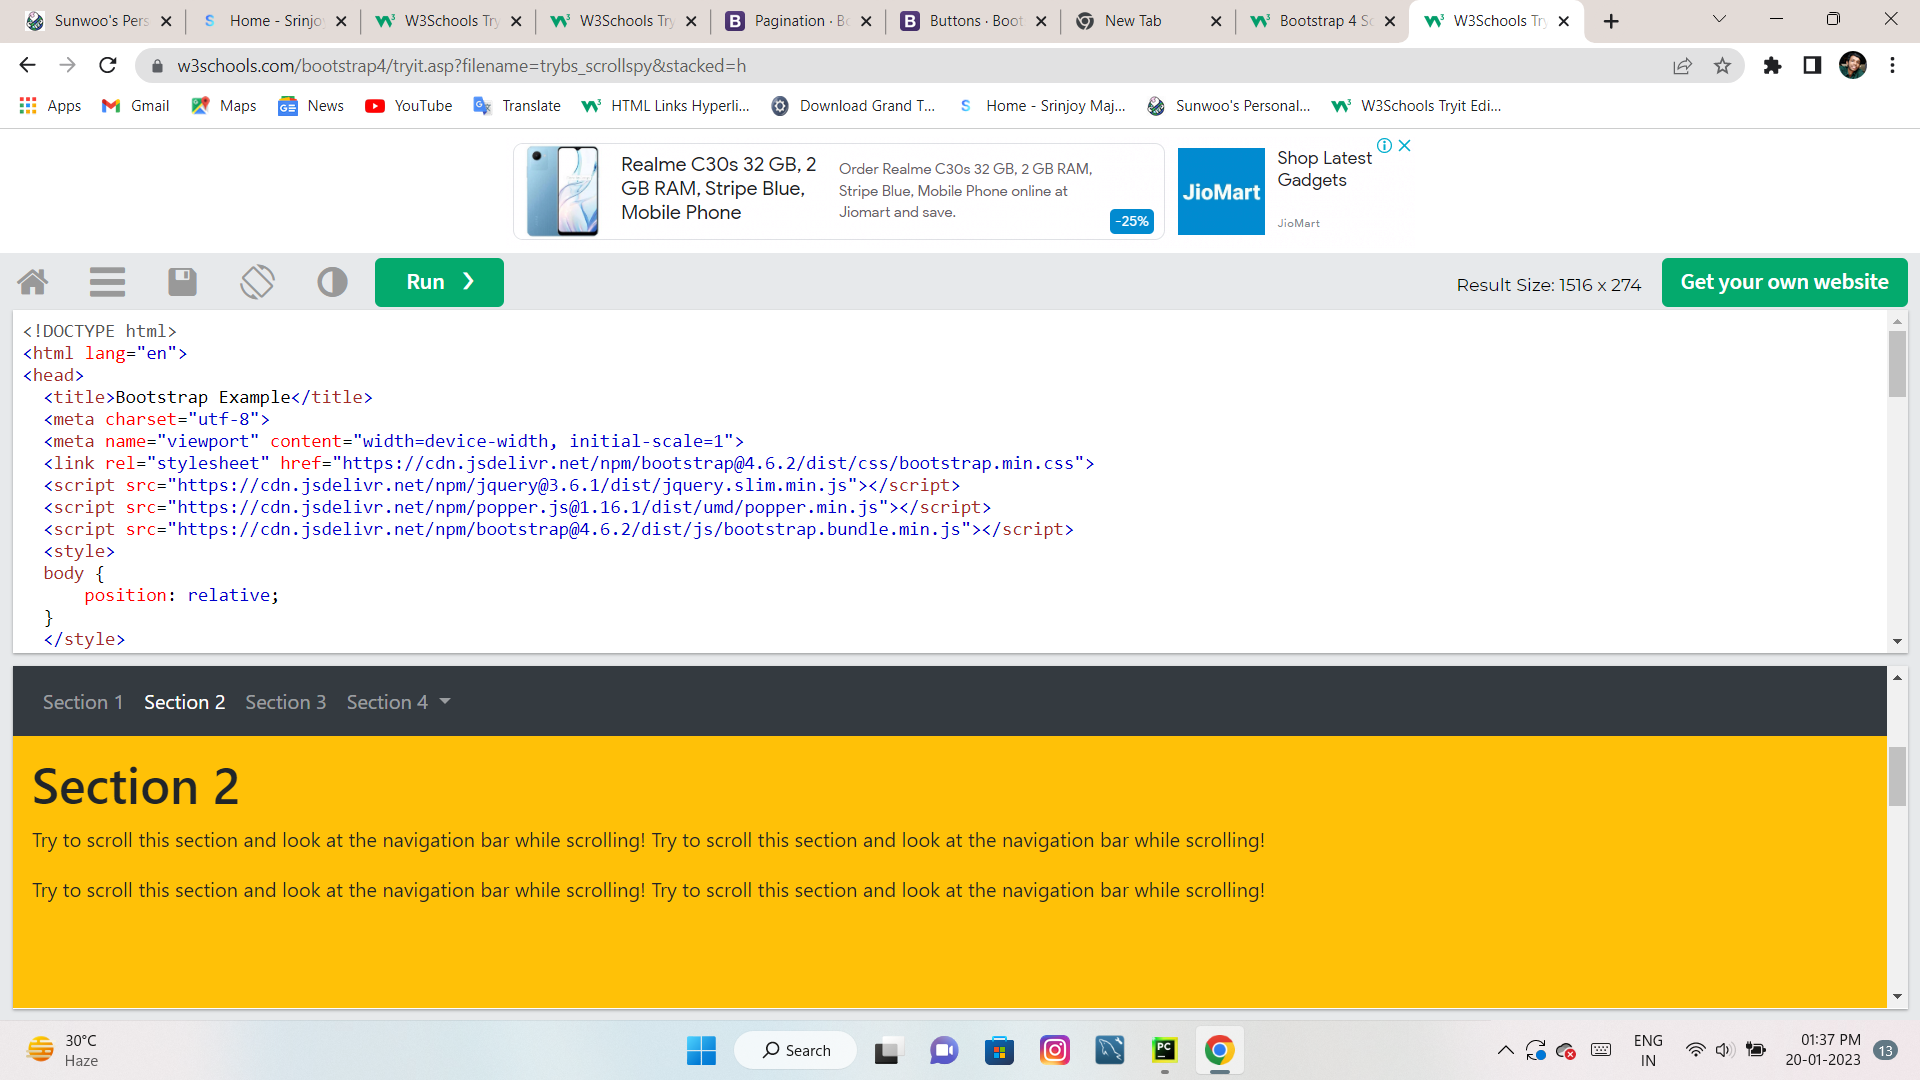 Sunwoo's Pers
Home - Srinjo
W3Schools Try
W3Schools Try
Pagination · Bo
Buttons · Boot
New Tab
Bootstrap 4 Sc
W3Schools Try
w3schools.com/bootstrap4/tryit.asp?filename=trybs_scrollspy&stacked=h
Apps
Gmail
Maps
News
YouTube
Translate
HTML Links Hyperli...
Download Grand T...
Home - Srinjoy Maj...
Sunwoo's Personal...
W3Schools Tryit Edi...
Realme C30s 32 GB, 2
GB RAM, Stripe Blue,
Mobile Phone
Order Realme C30s 32 GB, 2 GB RAM,
Stripe Blue, Mobile Phone online at
Jiomart and save.
-25%
JioMart
Shop Latest
Gadgets
JioMart
Run ❯
Result Size: 1516 x 274
Get your own website
<!DOCTYPE html>
<html lang="en">
<head>
<title>Bootstrap Example</title>
<meta charset="utf-8">
<meta name="viewport" content="width=device-width, initial-scale=1">
<link rel="stylesheet" href="https://cdn.jsdelivr.net/npm/bootstrap@4.6.2/dist/css/bootstrap.min.css">
<script src="https://cdn.jsdelivr.net/npm/jquery@3.6.1/dist/jquery.slim.min.js"></script>
<script src="https://cdn.jsdelivr.net/npm/popper.js@1.16.1/dist/umd/popper.min.js"></script>
<script src="https://cdn.jsdelivr.net/npm/bootstrap@4.6.2/dist/js/bootstrap.bundle.min.js"></script>
<style>
body {
position: relative;
}
</style>
Section 1
Section 2
Section 3
Section 4
Section 2
Try to scroll this section and look at the navigation bar while scrolling! Try to scroll this section and look at the navigation bar while scrolling!
Try to scroll this section and look at the navigation bar while scrolling! Try to scroll this section and look at the navigation bar while scrolling!
30°C
Haze
Search
PC
ENG
IN
01:37 PM
20-01-2023
13